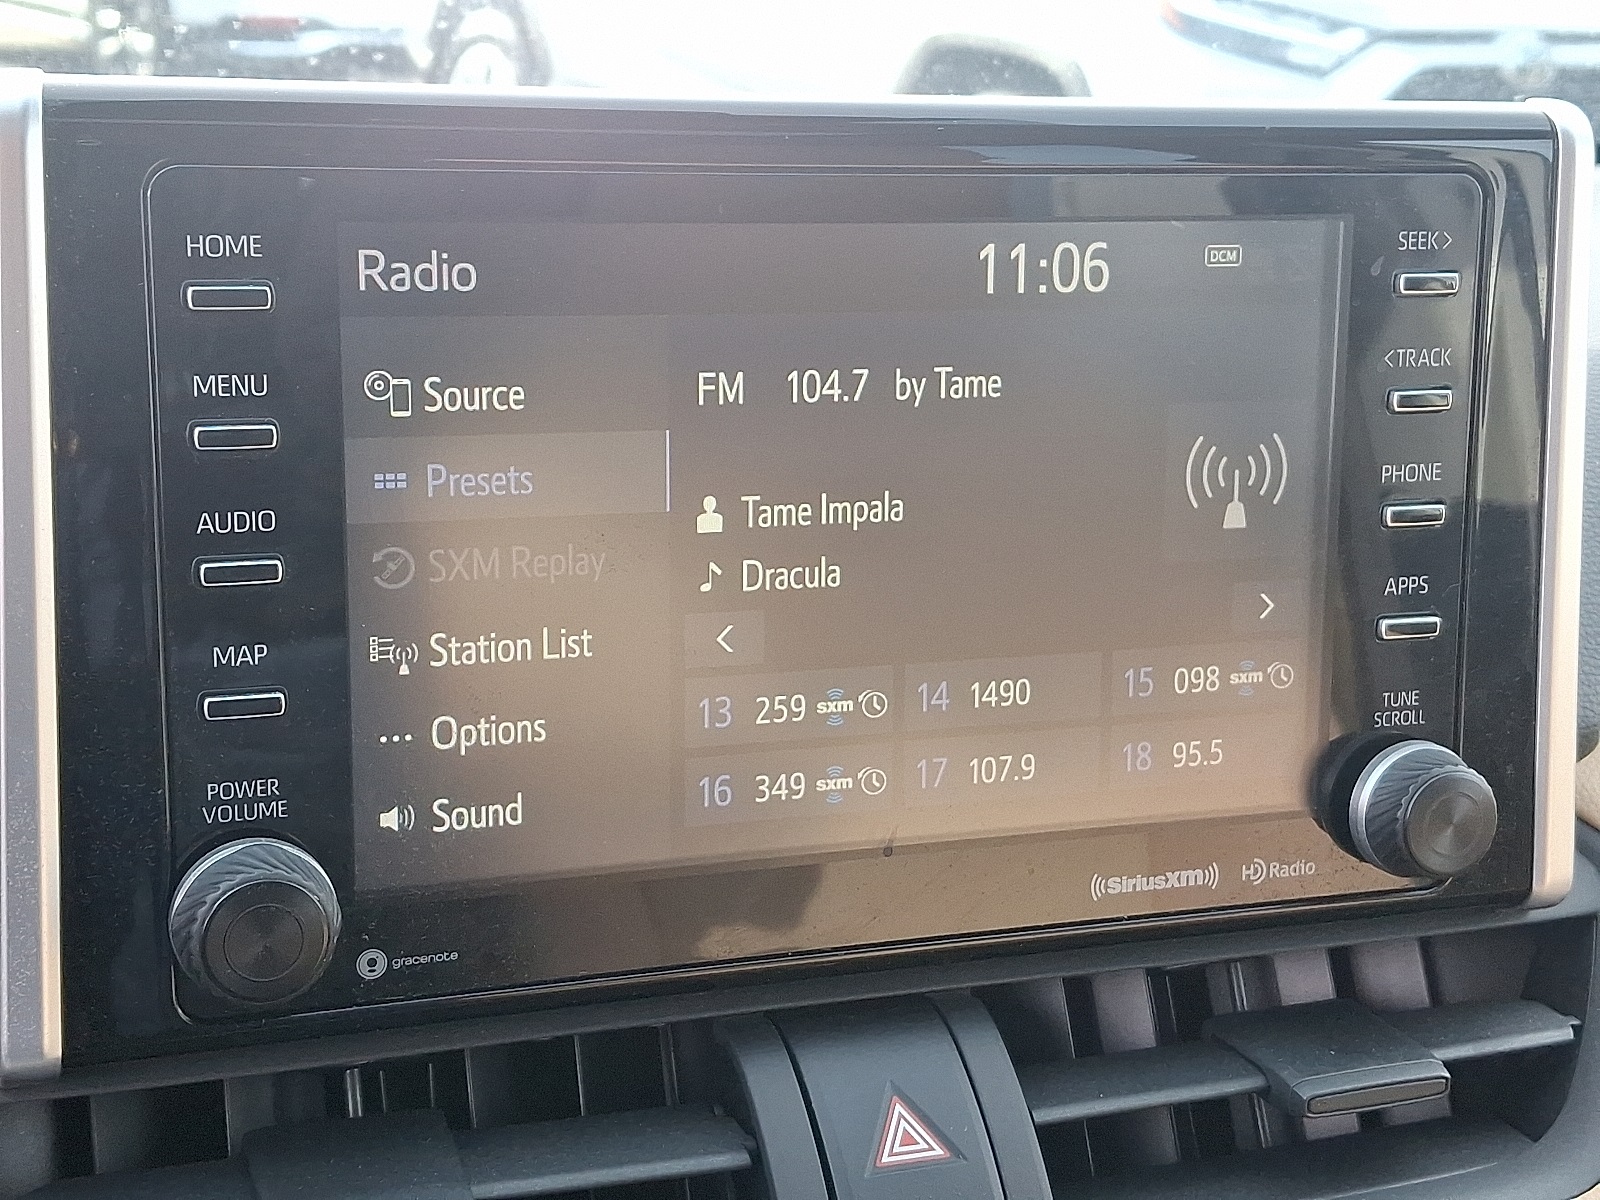 HOME
MENU
AUDIO
MAP
POWER
VOLUME
Radio
11:06
DCM
Source
Presets
SXM Replay
Station List
Options
Sound
FM 104.7 by Tame
Tame Impala
Dracula
<
>
13 259 sxm
14 1490
15 098 sxm
16 349 sxm
17 107.9
18 95.5
SEEK >
< TRACK
PHONE
APPS
TUNE
SCROLL
gracenote
((SiriusXM))
HD Radio